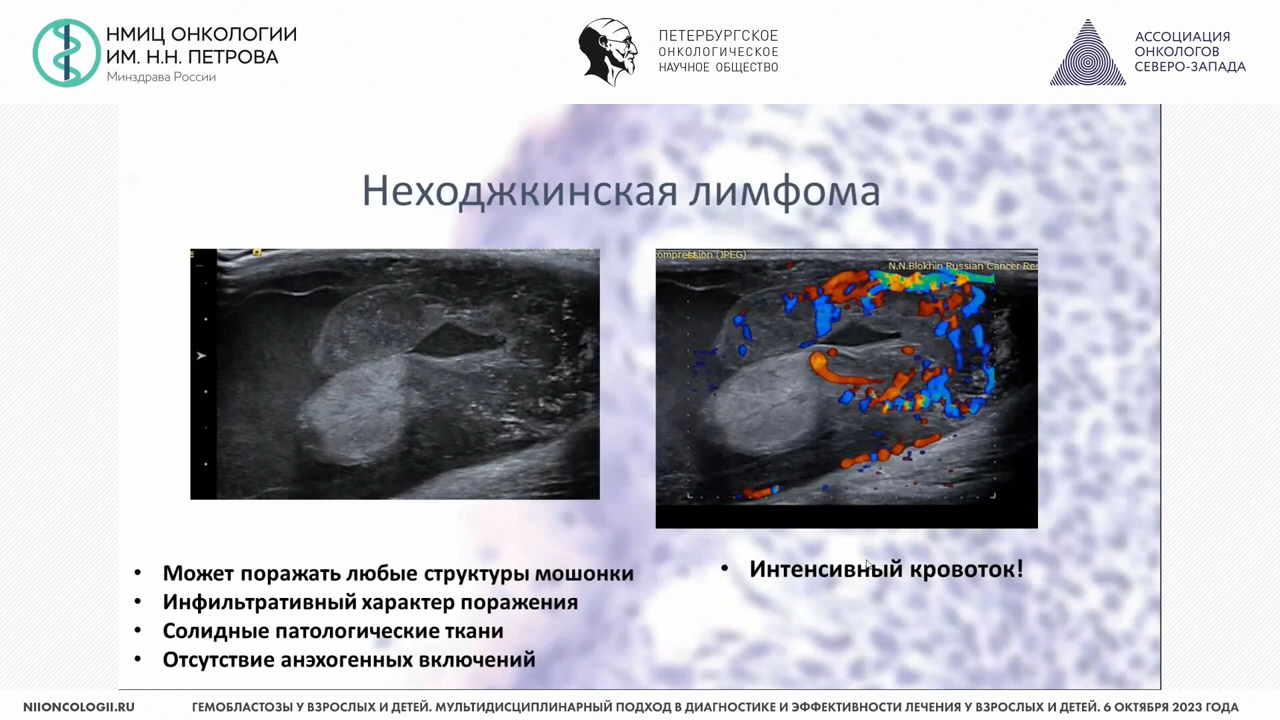 НМИЦ ОНКОЛОГИИ
ИМ. Н.Н. ПЕТРОВА
Минздрава России
ПЕТЕРБУРГСКОЕ
ОНКОЛОГИЧЕСКОЕ
НАУЧНОЕ ОБЩЕСТВО
АССОЦИАЦИЯ
ОНКОЛОГОВ
СЕВЕРО-ЗАПАДА
Неходжкинская лимфома
ompression (JPEG)
N.N.Blokhin Russian Cancer Res
• Может поражать любые структуры мошонки
• Инфильтративный характер поражения
• Солидные патологические ткани
• Отсутствие анэхогенных включений
• Интенсивный кровоток!
NIIONCOLOGII.RU
ГЕМОБЛАСТОЗЫ У ВЗРОСЛЫХ И ДЕТЕЙ. МУЛЬТИДИСЦИПЛИНАРНЫЙ ПОДХОД В ДИАГНОСТИКЕ И ЭФФЕКТИВНОСТИ ЛЕЧЕНИЯ У ВЗРОСЛЫХ И ДЕТЕЙ. 6 ОКТЯБРЯ 2023 ГОДА